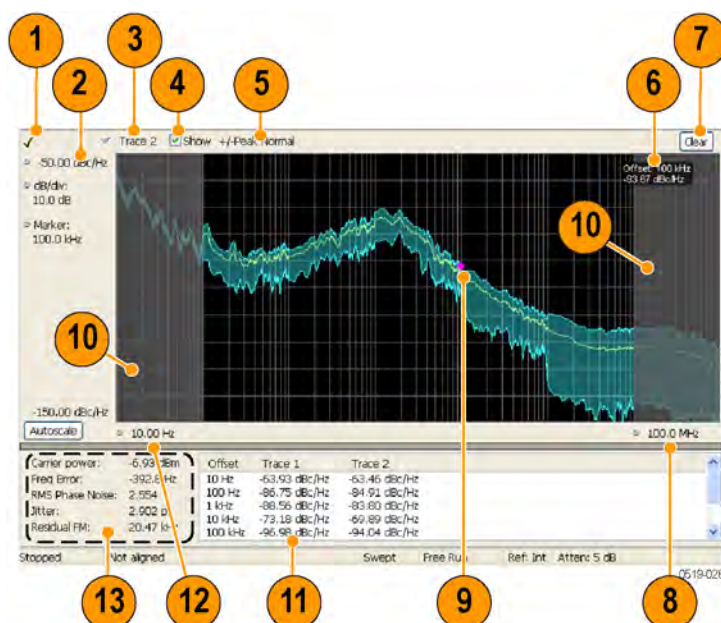 1
2
3
4
5
6
7
Trace 2 Show +/-Peak Normal Clear
-50.00 dBc/Hz
dB/div:
10.0 dB
Marker:
100.0 kHz
Offset: 100 kHz
-93.87 dBc/Hz
10
10
9
-150.00 dBc/Hz
Autoscale
10.00 Hz
100.0 MHz
Carrier power: -6.93 dBm
Freq Error: -392.8 Hz
RMS Phase Noise: 2.554
Jitter: 2.902
Residual FM: 20.47 kHz
Offset Trace 1 Trace 2
10 Hz -63.93 dBc/Hz -63.46 dBc/Hz
100 Hz -86.75 dBc/Hz -84.91 dBc/Hz
1 kHz -88.56 dBc/Hz -83.80 dBc/Hz
10 kHz -73.18 dBc/Hz -69.89 dBc/Hz
100 kHz -96.98 dBc/Hz -94.04 dBc/Hz
Stopped Not aligned Swept Free Run Ref: Int Atten: 5 dB
13
12
11
9
8